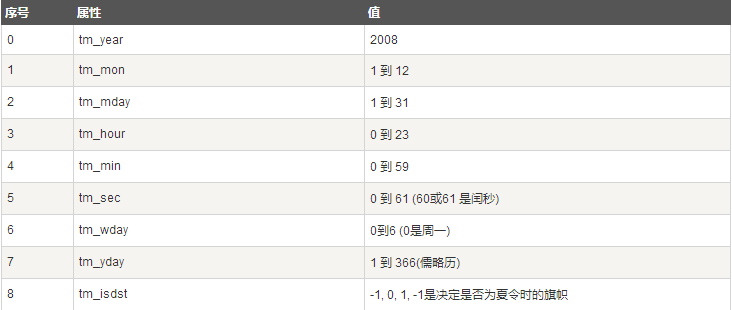 序号 属性 值
0 tm_year 2008
1 tm_mon 1 到 12
2 tm_mday 1 到 31
3 tm_hour 0 到 23
4 tm_min 0 到 59
5 tm_sec 0 到 61 (60或61 是闰秒)
6 tm_wday 0到6 (0是周一)
7 tm_yday 1 到 366(儒略历)
8 tm_isdst -1, 0, 1, -1是决定是否为夏令时的旗帜